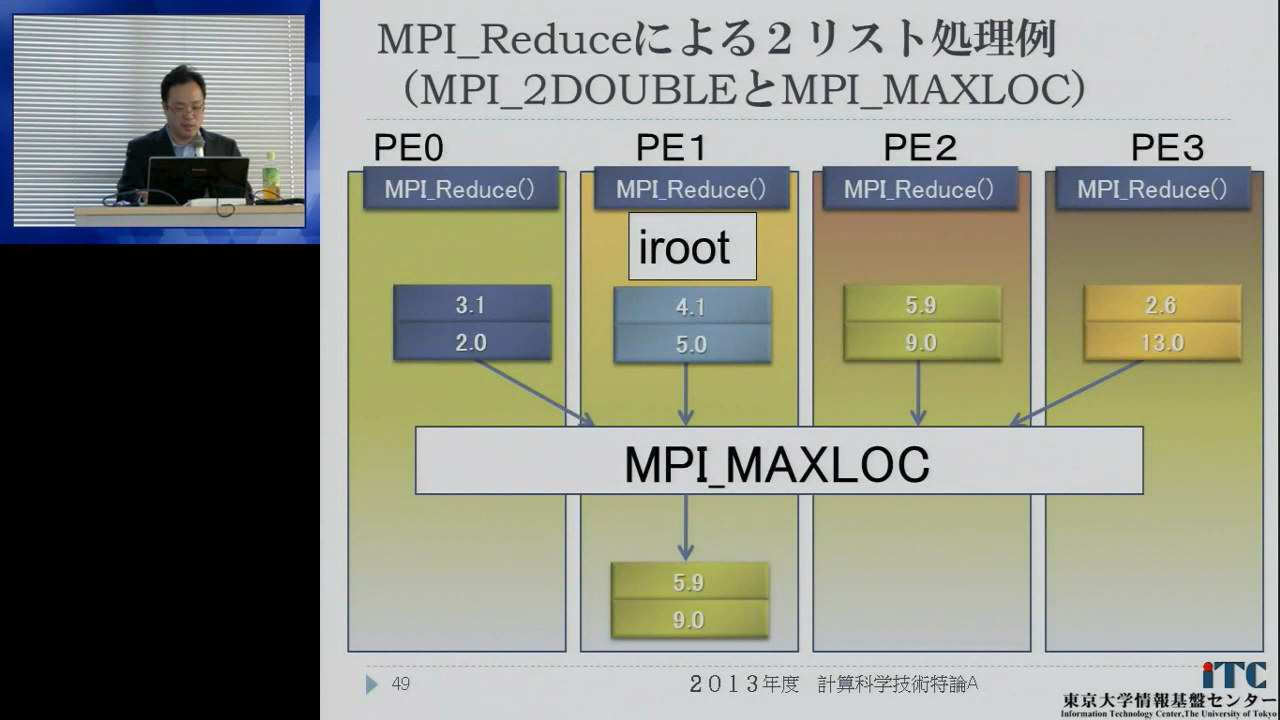 MPI_Reduceによる２リスト処理例
（MPI_2DOUBLEとMPI_MAXLOC）
PE0 PE1 PE2 PE3
MPI_Reduce() MPI_Reduce() MPI_Reduce() MPI_Reduce()
iroot
3.1 4.1 5.9 2.6
2.0 5.0 9.0 13.0
MPI_MAXLOC
5.9
9.0
49 ２０１３年度 計算科学技術特論A
iTC
東京大学情報基盤センター
Information Technology Center,The University of Tokyo